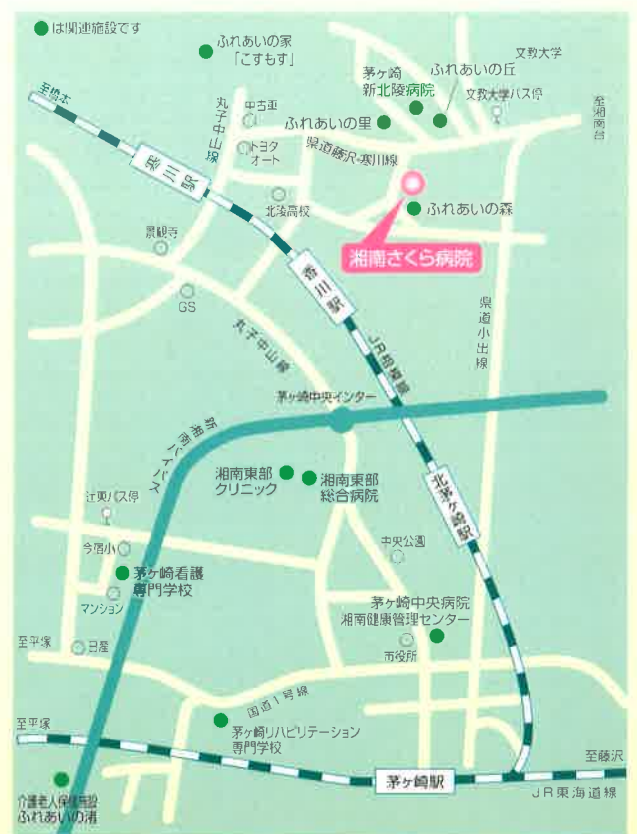 ●は関連施設です
ふれあいの家
「こすもす」
文教大学
茅ヶ崎
新北陵病院
ふれあいの丘
文教大学バス停
至湘南台
至橋本
丸子中山線
中古車
ふれあいの里
トヨタ
オート
県道藤沢・寒川線
寒川駅
北陵高校
ふれあいの森
景観寺
湘南さくら病院
香川駅
GS
県道小出線
丸子中山線
JR相模線
茅ヶ崎中央インター
新湘南バイパス
湘南東部
クリニック
湘南東部
総合病院
北茅ヶ崎駅
辻東バス停
中央公園
今宿小
茅ヶ崎看護
専門学校
マンション
茅ヶ崎中央病院
湘南健康管理センター
市役所
至平塚
日産
国道1号線
至平塚
茅ヶ崎リハビリテーション
専門学校
至藤沢
茅ヶ崎駅
JR東海道線
介護老人保健施設
ふれあいの渚